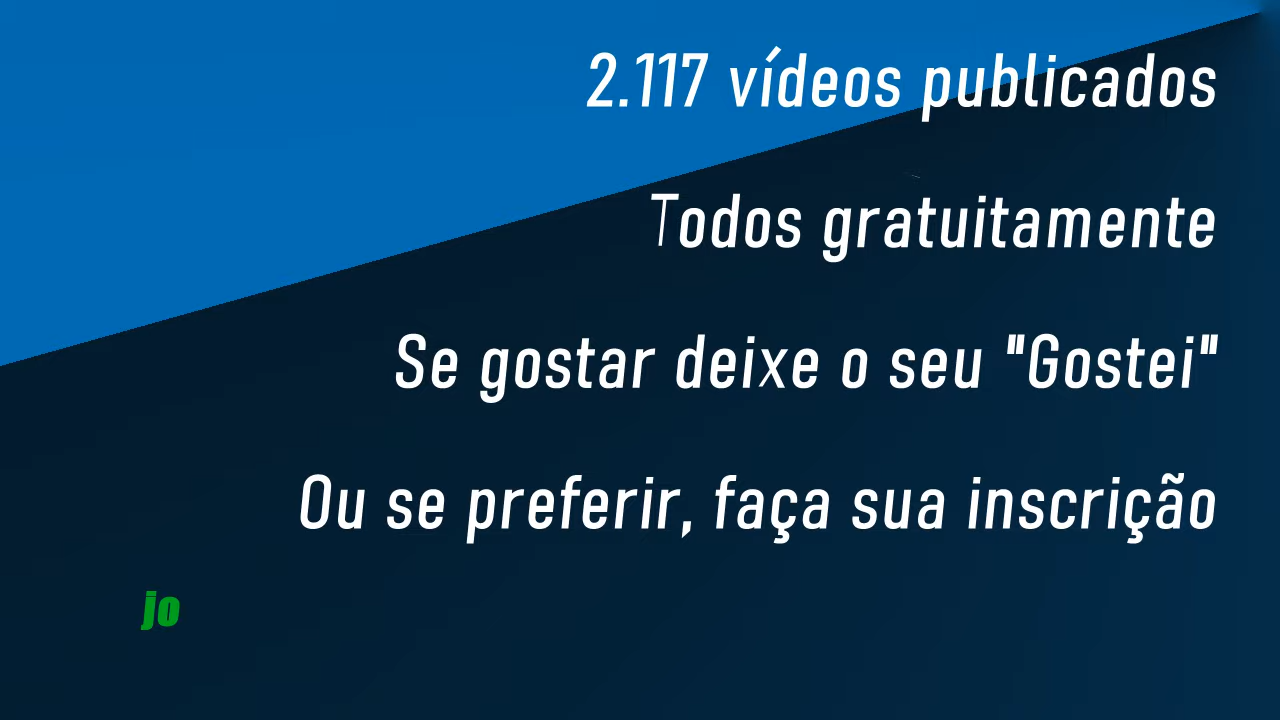 2.117 vídeos publicados
Todos gratuitamente
Se gostar deixe o seu "Gostei"
Ou se preferir, faça sua inscrição
jo